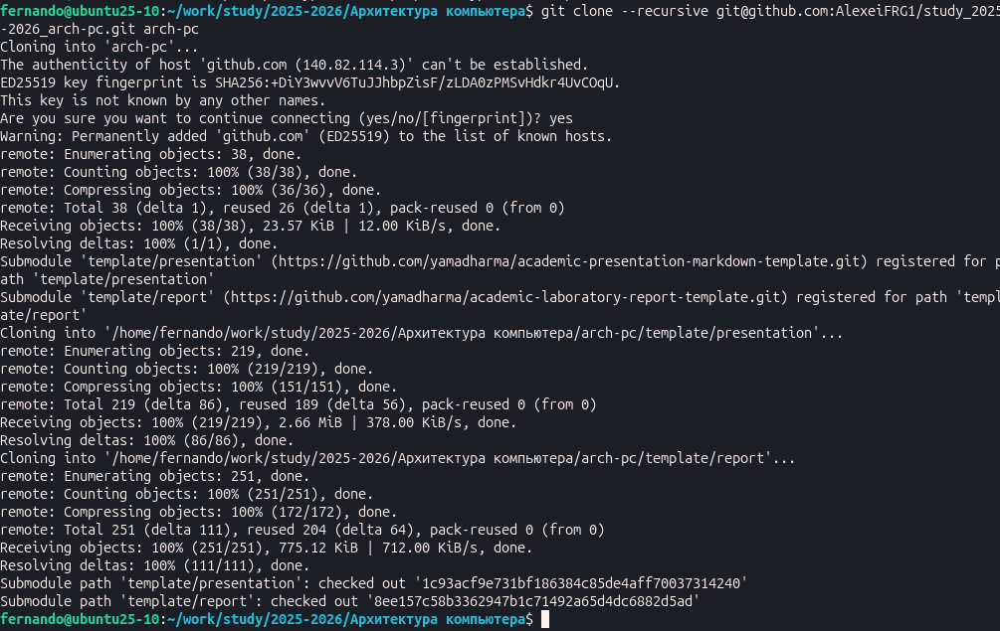 fernando@ubuntu25-10:~/work/study/2025-2026/Архитектура компьютера$ git clone --recursive git@github.com:AlexeiFRG1/study_2025
-2026_arch-pc.git arch-pc
Cloning into 'arch-pc'...
The authenticity of host 'github.com (140.82.114.3)' can't be established.
ED25519 key fingerprint is SHA256:+DiY3wvvV6TuJJhbpZisF/zLDA0zPMSvHdkr4UvCOqU.
This key is not known by any other names.
Are you sure you want to continue connecting (yes/no/[fingerprint])? yes
Warning: Permanently added 'github.com' (ED25519) to the list of known hosts.
remote: Enumerating objects: 38, done.
remote: Counting objects: 100% (38/38), done.
remote: Compressing objects: 100% (36/36), done.
remote: Total 38 (delta 1), reused 26 (delta 1), pack-reused 0 (from 0)
Receiving objects: 100% (38/38), 23.57 KiB | 12.00 KiB/s, done.
Resolving deltas: 100% (1/1), done.
Submodule 'template/presentation' (https://github.com/yamadharma/academic-presentation-markdown-template.git) registered for p
ath 'template/presentation'
Submodule 'template/report' (https://github.com/yamadharma/academic-laboratory-report-template.git) registered for path 'templ
ate/report'
Cloning into '/home/fernando/work/study/2025-2026/Архитектура компьютера/arch-pc/template/presentation'...
remote: Enumerating objects: 219, done.
remote: Counting objects: 100% (219/219), done.
remote: Compressing objects: 100% (151/151), done.
remote: Total 219 (delta 86), reused 189 (delta 56), pack-reused 0 (from 0)
Receiving objects: 100% (219/219), 2.66 MiB | 378.00 KiB/s, done.
Resolving deltas: 100% (86/86), done.
Cloning into '/home/fernando/work/study/2025-2026/Архитектура компьютера/arch-pc/template/report'...
remote: Enumerating objects: 251, done.
remote: Counting objects: 100% (251/251), done.
remote: Compressing objects: 100% (172/172), done.
remote: Total 251 (delta 111), reused 204 (delta 64), pack-reused 0 (from 0)
Receiving objects: 100% (251/251), 775.12 KiB | 712.00 KiB/s, done.
Resolving deltas: 100% (111/111), done.
Submodule path 'template/presentation': checked out '1c93acf9e731bf186384c85de4aff70037314240'
Submodule path 'template/report': checked out '8ee157c58b3362947b1c71492a65d4dc6882d5ad'
fernando@ubuntu25-10:~/work/study/2025-2026/Архитектура компьютера$